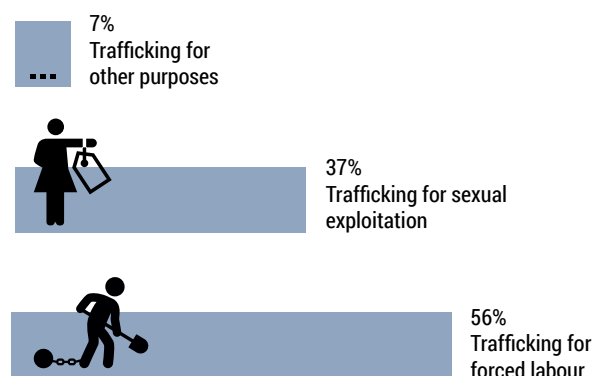 7%
Trafficking for
other purposes
37%
Trafficking for sexual
exploitation
56%
Trafficking for
forced labour